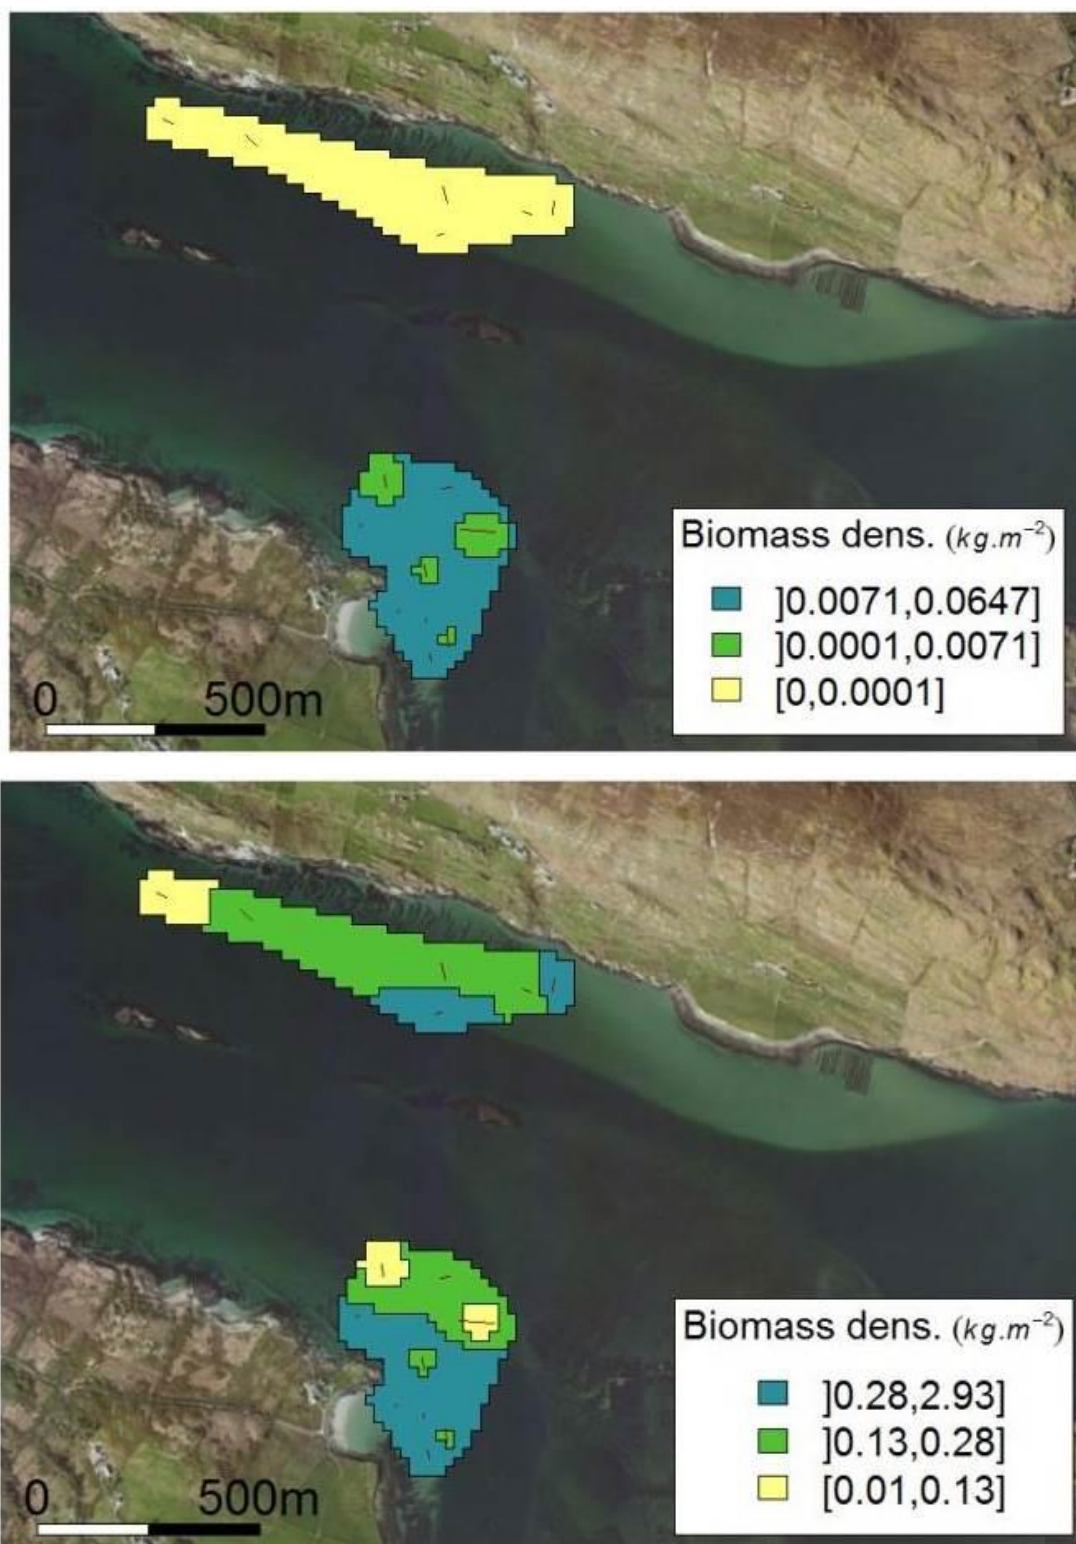 Biomass dens. (kg.m⁻²)
]0.0071,0.0647]
]0.0001,0.0071]
[0,0.0001]
0 500m
Biomass dens. (kg.m⁻²)
]0.28,2.93]
]0.13,0.28]
[0.01,0.13]
0 500m